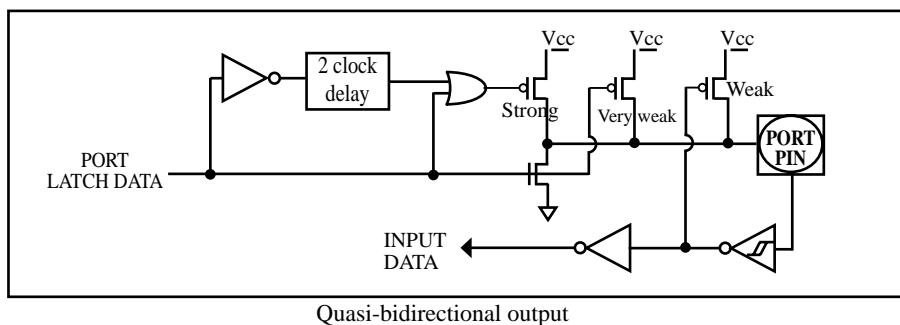 Vcc
Vcc
Vcc
2 clock
delay
Strong
Very weak
Weak
PORT
LATCH DATA
PORT
PIN
INPUT
DATA
Quasi-bidirectional output